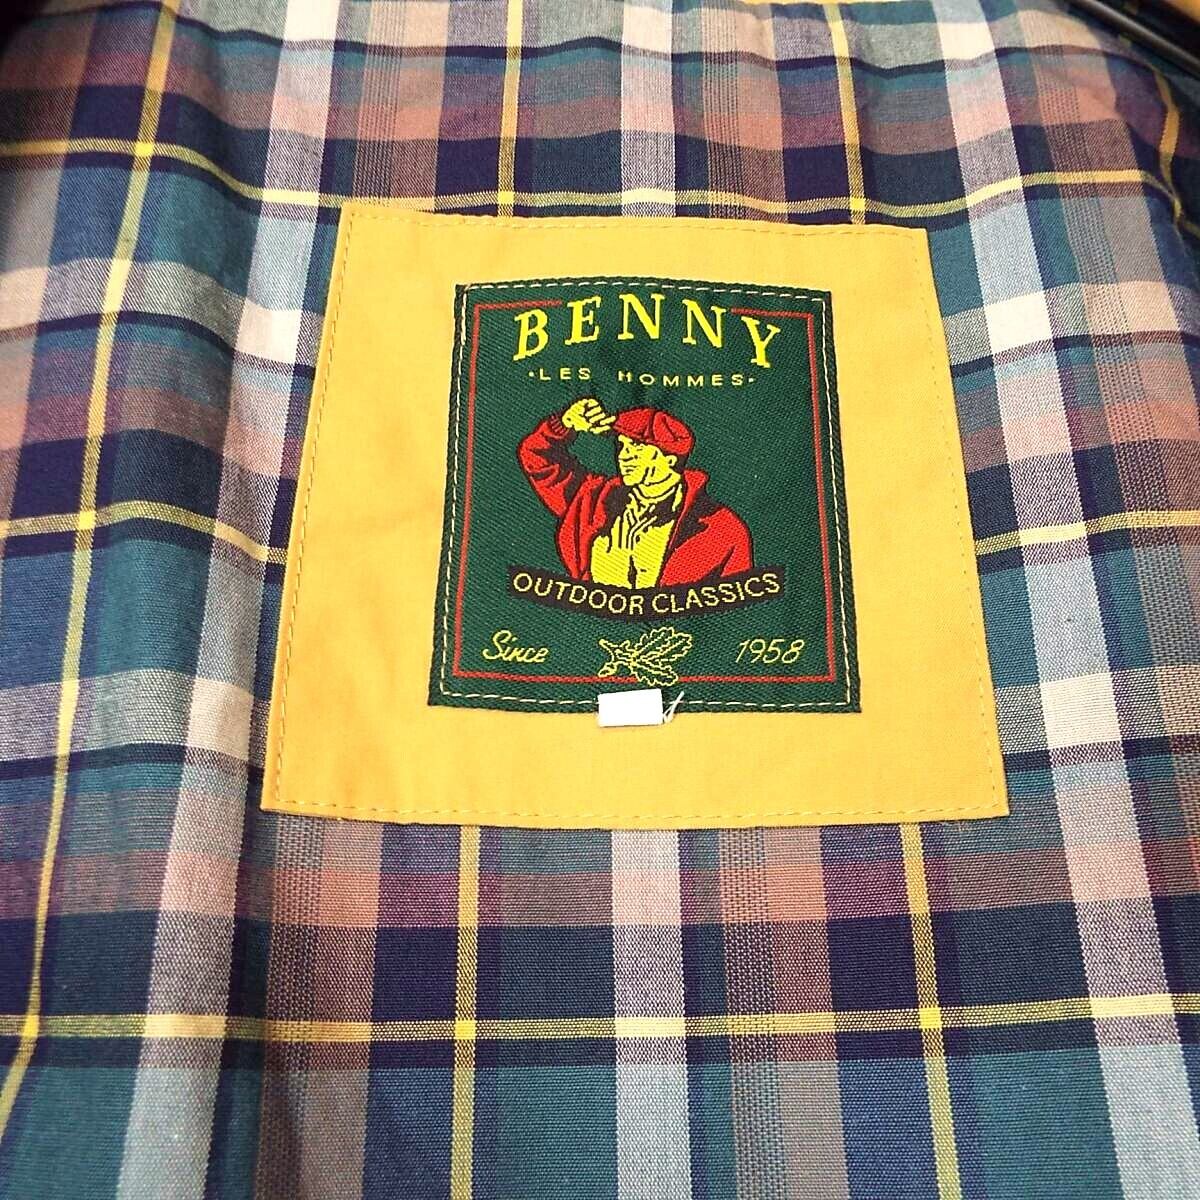 BENNY
·LES HOMMES·
OUTDOOR CLASSICS
Since 1958